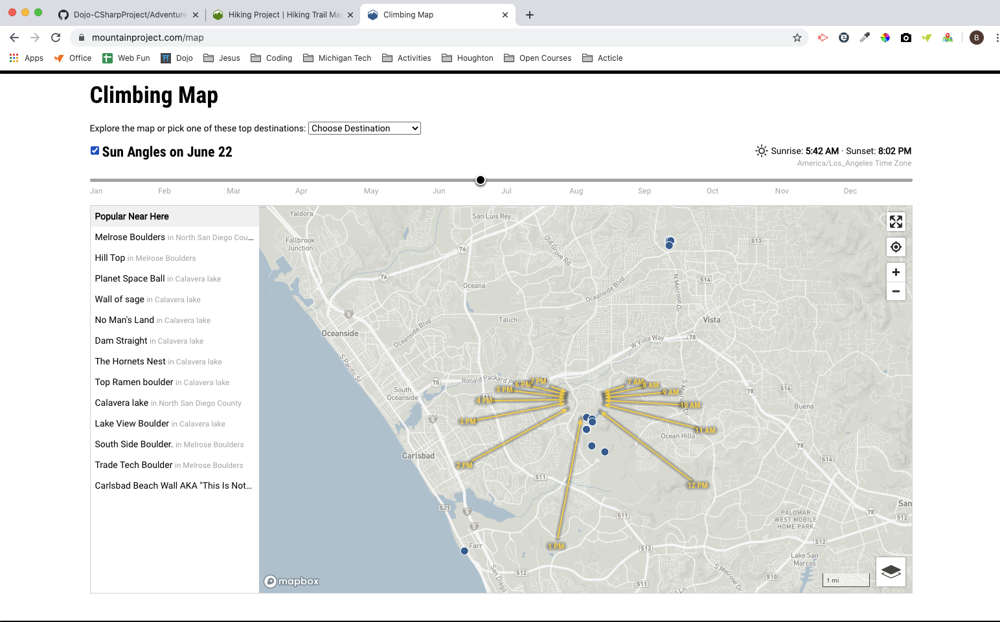 Dojo-CSharpProject/Adventure
Hiking Project | Hiking Trail Ma
Climbing Map
mountainproject.com/map
B
Apps
Office
Web Fun
Dojo
Jesus
Coding
Michigan Tech
Activities
Houghton
Open Courses
Acticle
Climbing Map
Explore the map or pick one of these top destinations: Choose Destination
Sun Angles on June 22
Sunrise: 5:42 AM · Sunset: 8:02 PM
America/Los_Angeles Time Zone
Jan Feb Mar Apr May Jun Jul Aug Sep Oct Nov Dec
Popular Near Here
Melrose Boulders in North San Diego Cou...
Hill Top in Melrose Boulders
Planet Space Ball in Calavera lake
Wall of sage in Calavera lake
No Man's Land in Calavera lake
Dam Straight in Calavera lake
The Hornets Nest in Calavera lake
Top Ramen boulder in Calavera lake
Calavera lake in North San Diego County
Lake View Boulder in Calavera lake
South Side Boulder. in Melrose Boulders
Trade Tech Boulder in Melrose Boulders
Carlsbad Beach Wall AKA "This Is Not...
Yaldora
San Luis Rey
Fallbrook
Junction
76
Old Grove Rd
S13
76
Oceana
Oceanside Blvd
N Melrose Dr
S14
5
Talich
Vista
Oceanside
Oceanside Blvd
W Vista Way
78
S Pacific St
78
Ronald Packard
7 PM
6 PM
5 PM
4 PM
3 PM
2 PM
1 PM
7 AM
8 AM
9 AM
10 AM
11 AM
12 PM
South
Oceanside
S11
S Melrose Dr
78
S14
Buena
5
Ocean Hills
Carlsbad
78
S14
S11
San
S21
5
S11
PALOMAR
WEST MOBILE
HOME PARK
78
S12
5
Farr
S12
S12
Lake San
Marcos
S12
San Diego
S Melrose Dr
S10
S11
1 mi
mapbox